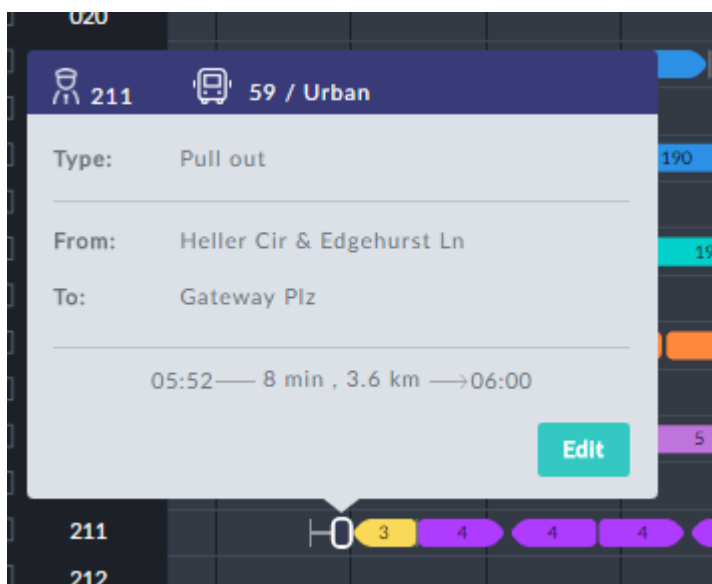 020
211 59 / Urban
Type: Pull out
190
From: Heller Cir & Edgehurst Ln
To: Gateway Plz
05:52 8 min , 3.6 km 06:00
Edit
5
211 3 4 4 4
212